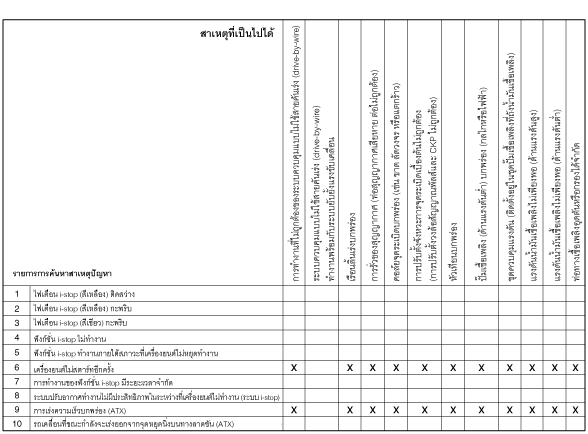 สาเหตุที่เป็นไปได้
การทำงานที่ไม่ถูกต้องของระบบควบคุมแบบไม่ใช้สายคันเร่ง (drive-by-wire)
ระบบควบคุมแบบไม่ใช้สายคันเร่ง (drive-by-wire)
ทำงานพร้อมกับระบบยับยั้งแรงขับเคลื่อน
เรือนลิ้นเร่งบกพร่อง
การรั่วของสุญญากาศ (ท่อสุญญากาศเสียหาย ต่อไม่ถูกต้อง)
คอล์ยจุดระเบิดบกพร่อง (เช่น ขาด ลัดวงจร หรือแตกร้าว)
การปรับตั้งจังหวะการจุดระเบิดเบื้องต้นไม่ถูกต้อง
(การปรับตั้งวงล้อสัญญาณพัลส์และ CKP ไม่ถูกต้อง)
หัวเทียนบกพร่อง
ปั๊มเชื้อเพลิง (ด้านแรงดันต่ำ) บกพร่อง (กลไกหรือไฟฟ้า)
ชุดควบคุมแรงดัน (ติดตั้งอยู่ในชุดปั๊มเชื้อเพลิงที่ถังน้ำมันเชื้อเพลิง)
แรงดันน้ำมันเชื้อเพลิงไม่เพียงพอ (ด้านแรงดันสูง)
แรงดันน้ำมันเชื้อเพลิงไม่เพียงพอ (ด้านแรงดันต่ำ)
ท่อทางเชื้อเพลิงอุดตันหรือกรองได้จำกัด
รายการการค้นหาสาเหตุปัญหา
1 ไฟเตือน i-stop (สีเหลือง) ติดสว่าง
2 ไฟเตือน i-stop (สีเหลือง) กะพริบ
3 ไฟเตือน i-stop (สีเขียว) กะพริบ
4 ฟังก์ชั่น i-stop ไม่ทำงาน
5 ฟังก์ชั่น i-stop ทำงานภายใต้สภาวะที่เครื่องยนต์ไม่หยุดทำงาน
6 เครื่องยนต์ไม่สตาร์ทอีกครั้ง X X X X X X X X X X X
7 การทำงานของฟังก์ชั่น i-stop มีระยะเวลาจำกัด
8 ระบบปรับอากาศทำงานไม่มีประสิทธิภาพในระหว่างที่เครื่องยนต์ไม่ทำงาน (ระบบ i-stop)
9 การเร่งความเร็วบกพร่อง (ATX) X X X X X X X X X X X
10 รถเคลื่อนที่ขณะกำลังจะเร่งออกจากจุดหยุดนิ่งบนทางลาดชัน (ATX)